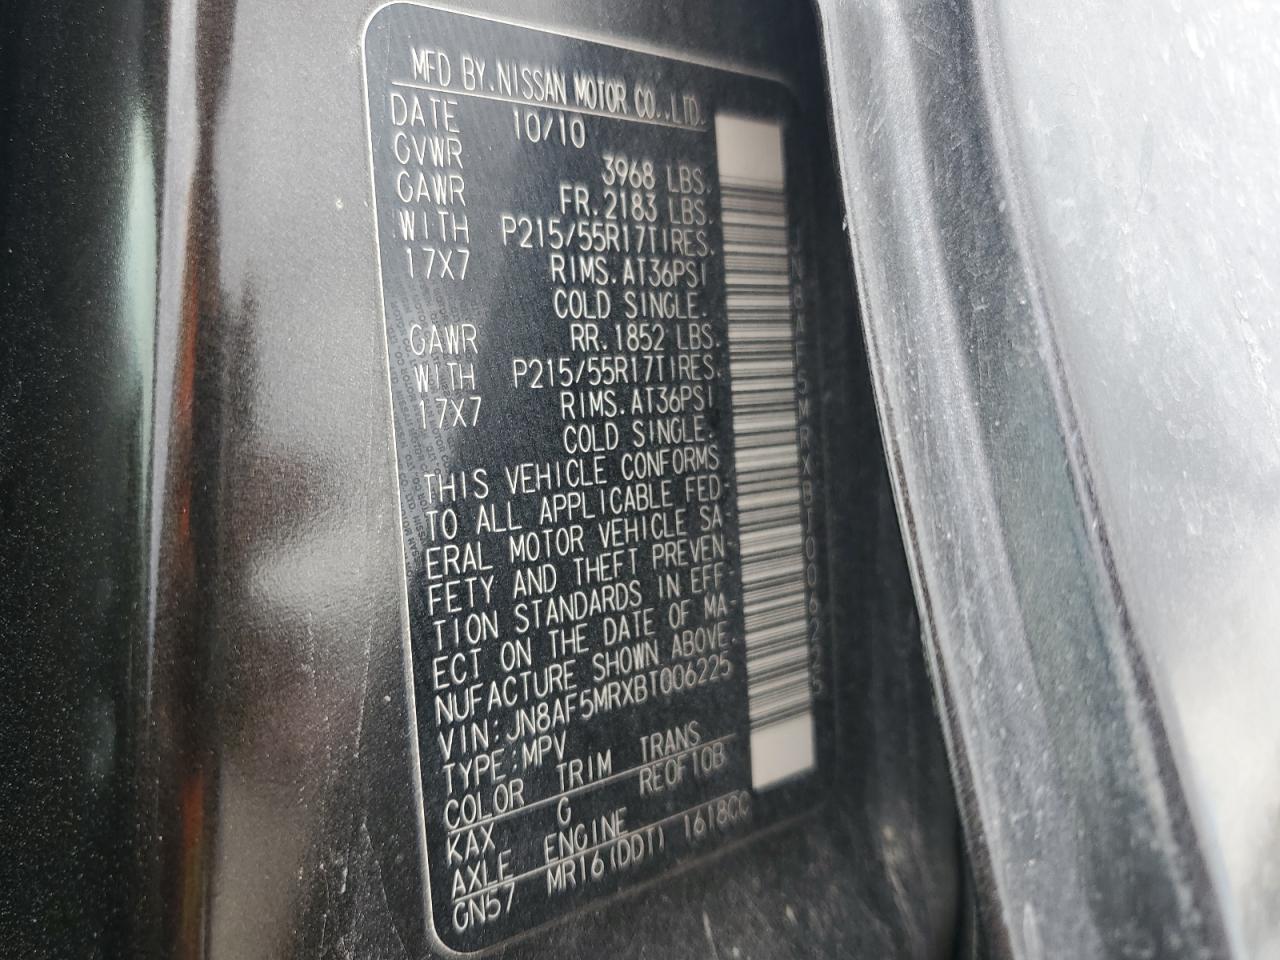 MFD BY.NISSAN MOTOR CO.,LTD.
DATE 10/10
GVWR 3968 LBS.
GAWR FR.2183 LBS.
WITH P215/55R17TIRES.
17X7 RIMS.AT36PSI
COLD SINGLE.
GAWR RR.1852 LBS.
WITH P215/55R17TIRES.
17X7 RIMS.AT36PSI
COLD SINGLE.
THIS VEHICLE CONFORMS
TO ALL APPLICABLE FED
ERAL MOTOR VEHICLE SA-
FETY AND THEFT PREVEN-
TION STANDARDS IN EFF-
ECT ON THE DATE OF MA-
NUFACTURE SHOWN ABOVE.
VIN:JN8AF5MRXBT006225
TYPE:MPV
COLOR TRIM TRANS
KAX G RE0F10B
AXLE ENGINE
GN57 MR16(DDT) 1618CC
JN8AF5MRXBT006225